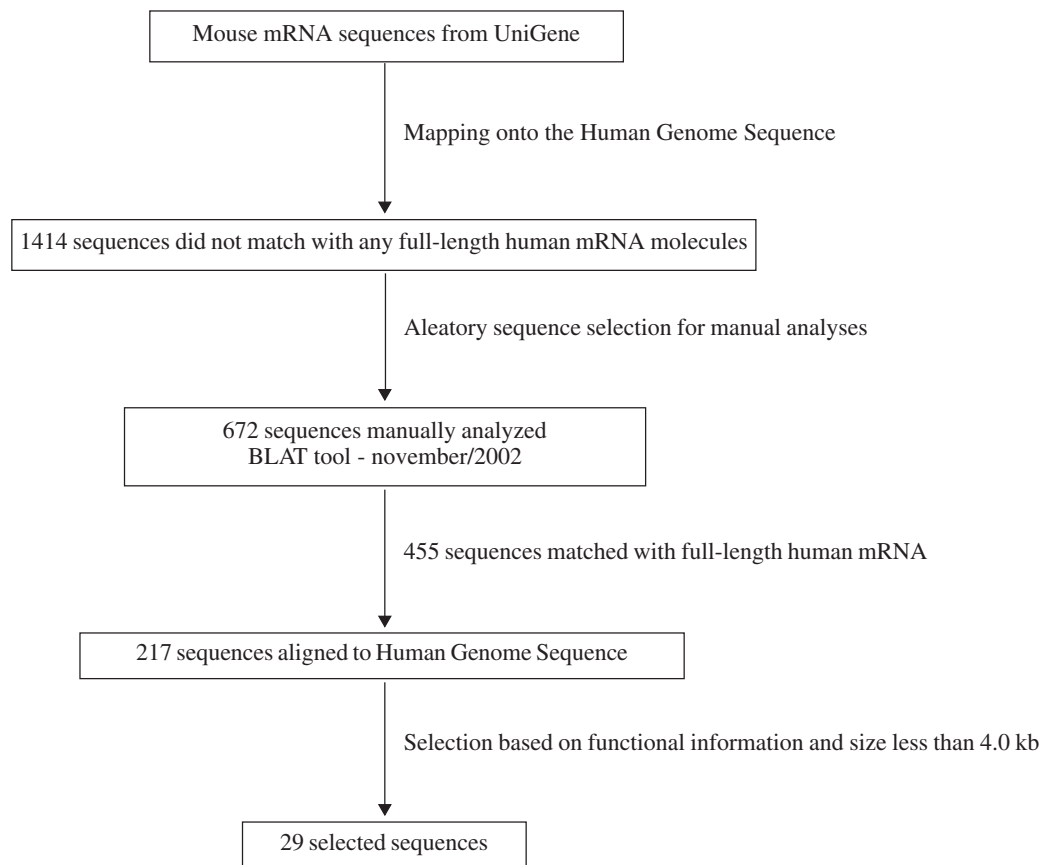 Mouse mRNA sequences from UniGene
Mapping onto the Human Genome Sequence
1414 sequences did not match with any full-length human mRNA molecules
Aleatory sequence selection for manual analyses
672 sequences manually analyzed
BLAT tool - november/2002
455 sequences matched with full-length human mRNA
217 sequences aligned to Human Genome Sequence
Selection based on functional information and size less than 4.0 kb
29 selected sequences